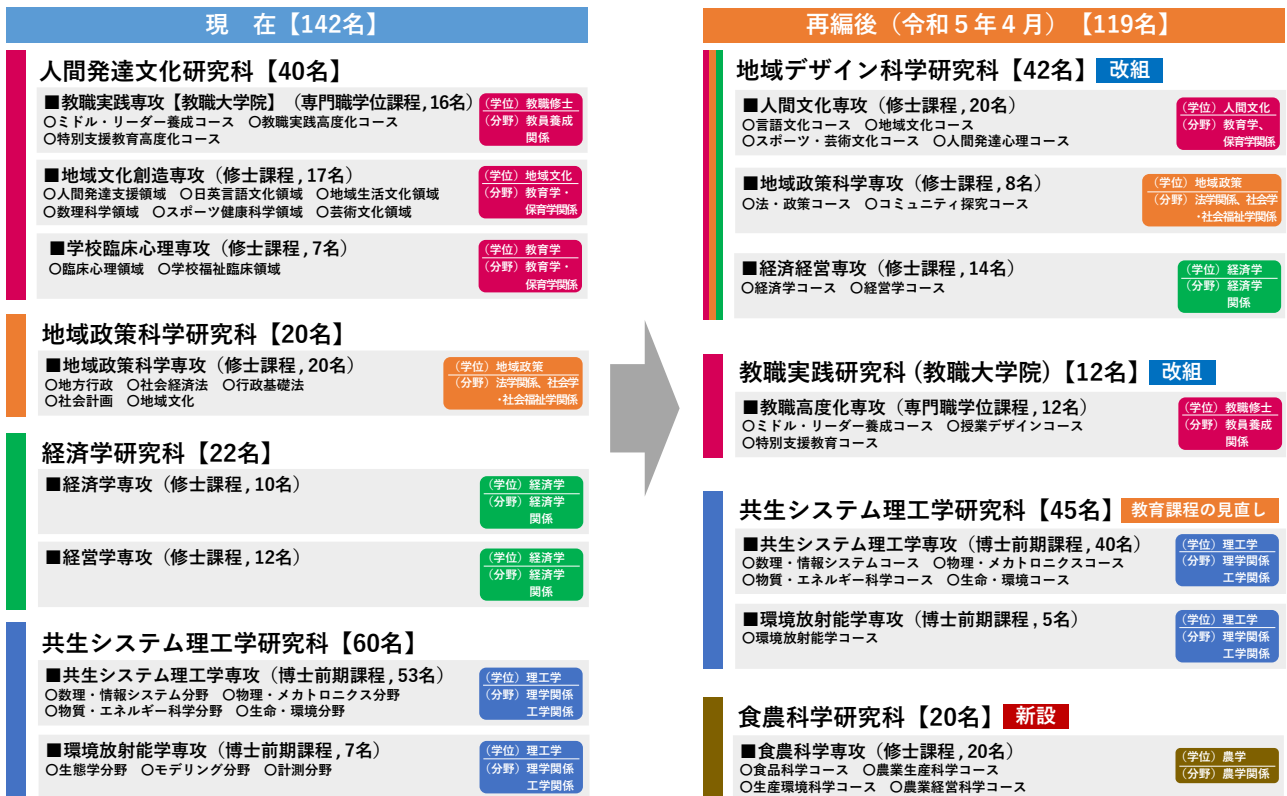 現 在【142名】
人間発達文化研究科【40名】
■教職実践専攻【教職大学院】（専門職学位課程,16名）
○ミドル・リーダー養成コース ○教職実践高度化コース
○特別支援教育高度化コース
（学位）教職修士
（分野）教員養成
関係
■地域文化創造専攻（修士課程,17名）
○人間発達支援領域 ○日英言語文化領域 ○地域生活文化領域
○数理科学領域 ○スポーツ健康科学領域 ○芸術文化領域
（学位）地域文化
（分野）教育学・
保育学関係
■学校臨床心理専攻（修士課程,7名）
○臨床心理領域 ○学校福祉臨床領域
（学位）教育学
（分野）教育学・
保育学関係
地域政策科学研究科【20名】
■地域政策科学専攻（修士課程,20名）
○地方行政 ○社会経済法 ○行政基礎法
○社会計画 ○地域文化
（学位）地域政策
（分野）法学関係、社会学
・社会福祉学関係
経済学研究科【22名】
■経済学専攻（修士課程,10名）
（学位）経済学
（分野）経済学
関係
■経営学専攻（修士課程,12名）
（学位）経済学
（分野）経済学
関係
共生システム理工学研究科【60名】
■共生システム理工学専攻（博士前期課程,53名）
○数理・情報システム分野 ○物理・メカトロニクス分野
○物質・エネルギー科学分野 ○生命・環境分野
（学位）理工学
（分野）理学関係
工学関係
■環境放射能学専攻（博士前期課程,7名）
○生態学分野 ○モデリング分野 ○計測分野
（学位）理工学
（分野）理学関係
工学関係
再編後（令和５年４月）【119名】
地域デザイン科学研究科【42名】 改組
■人間文化専攻（修士課程,20名）
○言語文化コース ○地域文化コース
○スポーツ・芸術文化コース ○人間発達心理コース
（学位）人間文化
（分野）教育学、
保育学関係
■地域政策科学専攻（修士課程,8名）
○法・政策コース ○コミュニティ探究コース
（学位）地域政策
（分野）法学関係、社会学
・社会福祉学関係
■経済経営専攻（修士課程,14名）
○経済学コース ○経営学コース
（学位）経済学
（分野）経済学
関係
教職実践研究科（教職大学院）【12名】 改組
■教職高度化専攻（専門職学位課程,12名）
○ミドル・リーダー養成コース ○授業デザインコース
○特別支援教育コース
（学位）教職修士
（分野）教員養成
関係
共生システム理工学研究科【45名】 教育課程の見直し
■共生システム理工学専攻（博士前期課程,40名）
○数理・情報システムコース ○物理・メカトロニクスコース
○物質・エネルギー科学コース ○生命・環境コース
（学位）理工学
（分野）理学関係
工学関係
■環境放射能学専攻（博士前期課程,5名）
○環境放射能学コース
（学位）理工学
（分野）理学関係
工学関係
食農科学研究科【20名】 新設
■食農科学専攻（修士課程,20名）
○食品科学コース ○農業生産科学コース
○生産環境科学コース ○農業経営科学コース
（学位）農学
（分野）農学関係